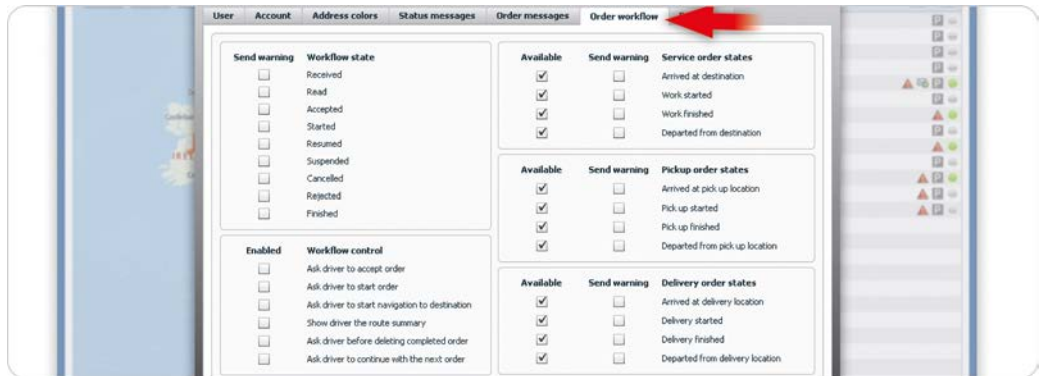 User Account Address colors Status messages Order messages Order workflow
Send warning Workflow state
Received
Read
Accepted
Started
Resumed
Suspended
Cancelled
Rejected
Finished
Enabled Workflow control
Ask driver to accept order
Ask driver to start order
Ask driver to start navigation to destination
Show driver the route summary
Ask driver before deleting completed order
Ask driver to continue with the next order
Available Send warning Service order states
Arrived at destination
Work started
Work finished
Departed from destination
Available Send warning Pickup order states
Arrived at pick up location
Pick up started
Pick up finished
Departed from pick up location
Available Send warning Delivery order states
Arrived at delivery location
Delivery started
Delivery finished
Departed from delivery location